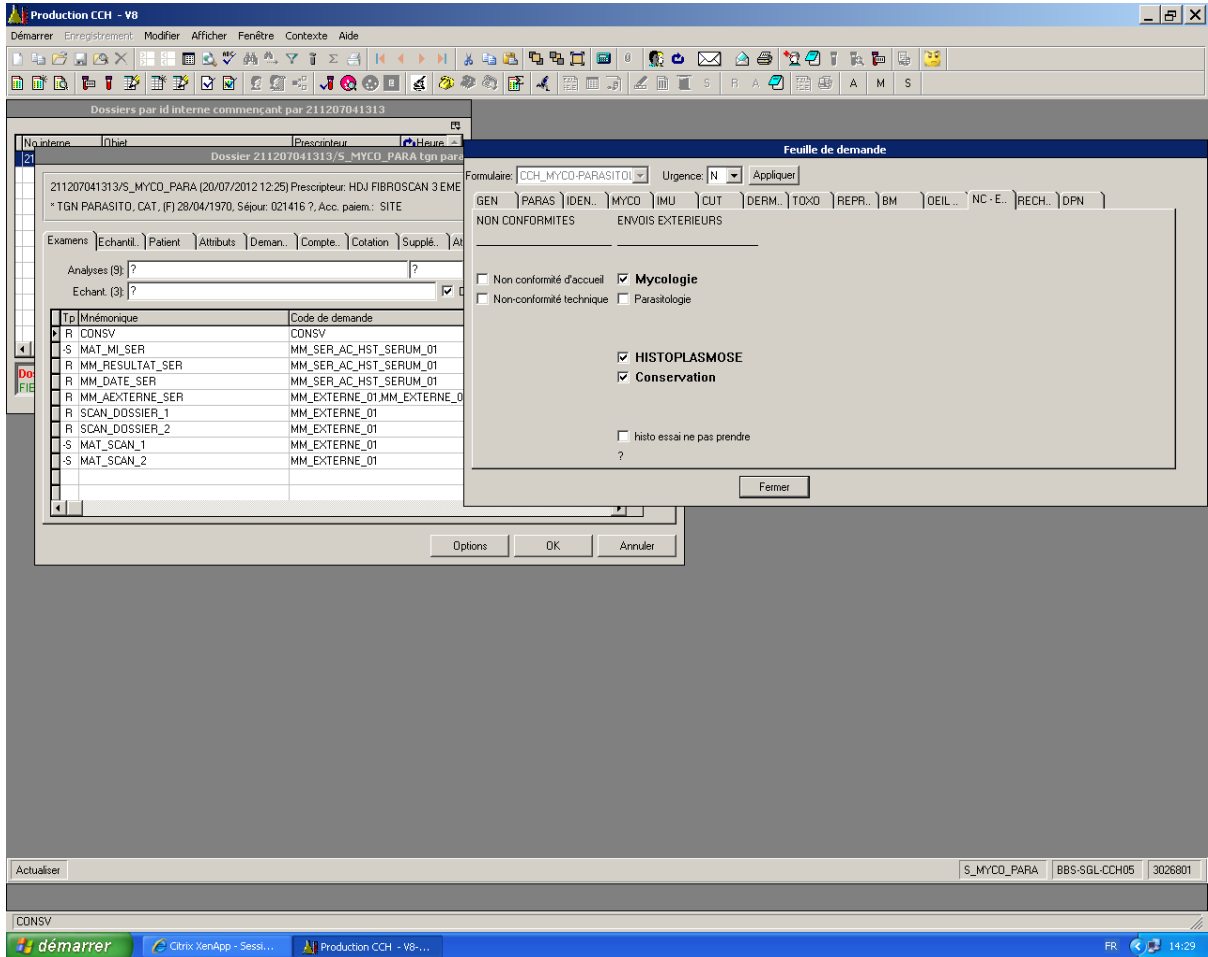 Production CCH - V8
Démarrer Enregistrement Modifier Afficher Fenêtre Contexte Aide
Dossiers par id interne commençant par 211207041313
No interne Objet Prescripteur Heure
21
Dossier 211207041313/S_MYCO_PARA tgn para
211207041313/S_MYCO_PARA (20/07/2012 12:25) Prescripteur: HDJ FIBROSCAN 3 EME
* TGN PARASITO, CAT, (F) 28/04/1970, Séjour: 021416 ?, Acc. paiem.: SITE
Examens Echantil.. Patient Attributs Deman.. Compte.. Cotation Supplé.. At
Analyses (9): ? ?
Echant. (3): ? D
Tp Mnémonique Code de demande
R CONSV CONSV
-S MAT_MI_SER MM_SER_AC_HST_SERUM_01
R MM_RESULTAT_SER MM_SER_AC_HST_SERUM_01
R MM_DATE_SER MM_SER_AC_HST_SERUM_01
R MM_AEXTERNE_SER MM_EXTERNE_01,MM_EXTERNE_0
R SCAN_DOSSIER_1 MM_EXTERNE_01
R SCAN_DOSSIER_2 MM_EXTERNE_01
-S MAT_SCAN_1 MM_EXTERNE_01
-S MAT_SCAN_2 MM_EXTERNE_01
Do
FIE
Options OK Annuler
Feuille de demande
Formulaire: CCH_MYCO-PARASITOL Urgence: N Appliquer
GEN PARAS IDEN.. MYCO IMU CUT DERM.. TOXO REPR.. BM OEIL .. NC - E.. RECH.. DPN
NON CONFORMITES ENVOIS EXTERIEURS
Non conformité d'accueil Mycologie
Non-conformité technique Parasitologie
HISTOPLASMOSE
Conservation
histo essai ne pas prendre
?
Fermer
Actualiser S_MYCO_PARA BBS-SGL-CCH05 3026801
CONSV
démarrer Citrix XenApp - Sessi... Production CCH - V8-... FR 14:29